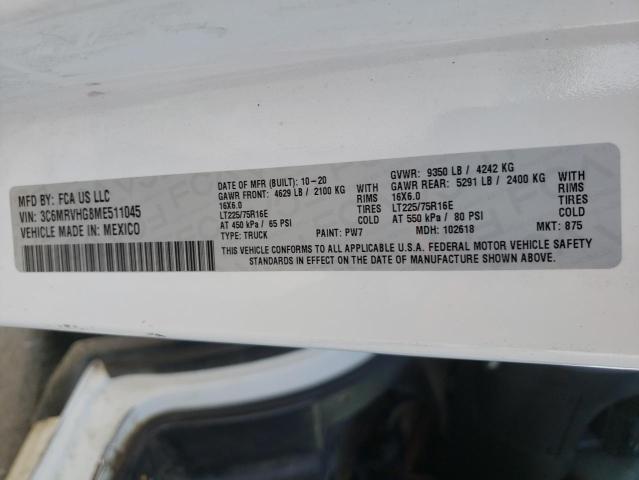 MFD BY: FCA US LLC
VIN: 3C6MRVHG8ME511045
VEHICLE MADE IN: MEXICO
DATE OF MFR (BUILT): 10-20
GAWR FRONT: 4629 LB / 2100 KG WITH
16X6.0 RIMS
LT225/75R16E TIRES
AT 450 kPa / 65 PSI COLD
TYPE: TRUCK PAINT: PW7
GVWR: 9350 LB / 4242 KG
GAWR REAR: 5291 LB / 2400 KG WITH
16X6.0 RIMS
LT225/75R16E TIRES
AT 550 kPa / 80 PSI COLD
MDH: 102618 MKT: 875
THIS VEHICLE CONFORMS TO ALL APPLICABLE U.S.A. FEDERAL MOTOR VEHICLE SAFETY
STANDARDS IN EFFECT ON THE DATE OF MANUFACTURE SHOWN ABOVE.